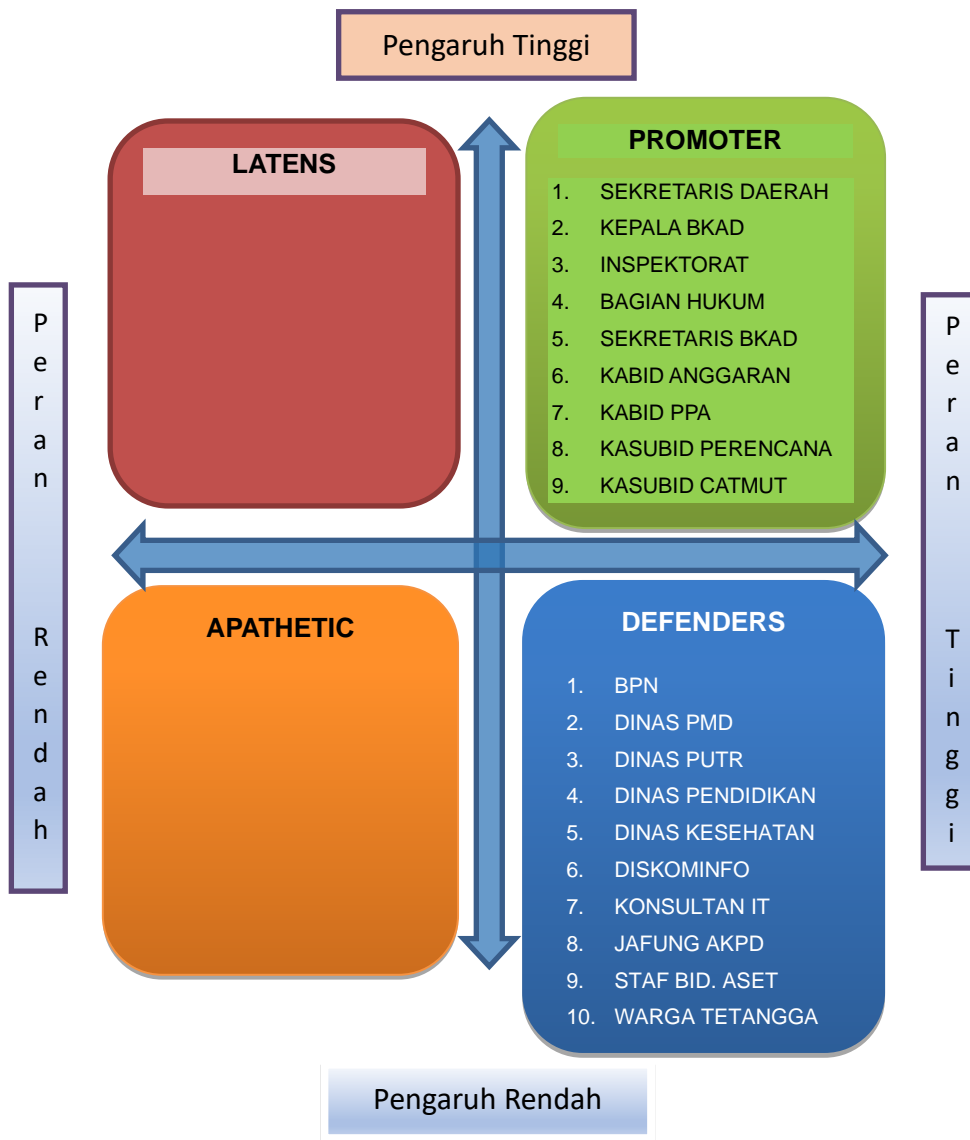 Pengaruh Tinggi
LATENS
PROMOTER
1. SEKRETARIS DAERAH
2. KEPALA BKAD
3. INSPEKTORAT
4. BAGIAN HUKUM
5. SEKRETARIS BKAD
6. KABID ANGGARAN
7. KABID PPA
8. KASUBID PERENCANA
9. KASUBID CATMUT
Peran Rendah
Peran Tinggi
APATHETIC
DEFENDERS
1. BPN
2. DINAS PMD
3. DINAS PUTR
4. DINAS PENDIDIKAN
5. DINAS KESEHATAN
6. DISKOMINFO
7. KONSULTAN IT
8. JAFUNG AKPD
9. STAF BID. ASET
10. WARGA TETANGGA
Pengaruh Rendah